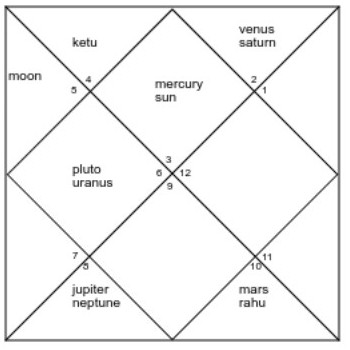 ketu
venus
saturn
moon
mercury
sun
4
5
2
1
3
6 12
9
pluto
uranus
7
8
11
10
jupiter
neptune
mars
rahu